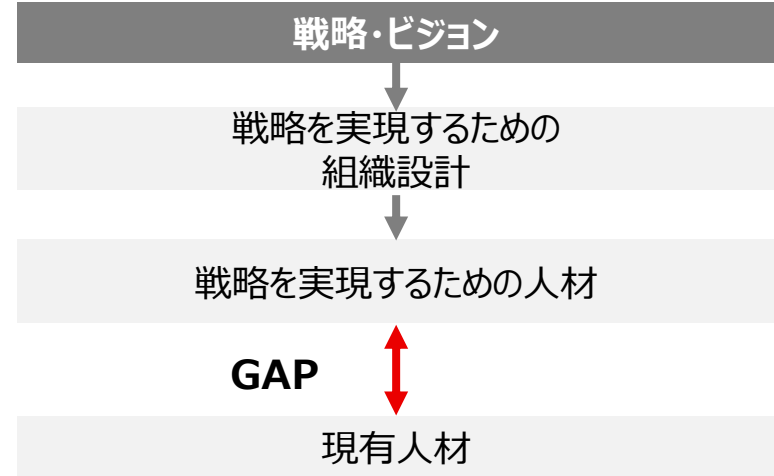 戦略・ビジョン
戦略を実現するための
組織設計
戦略を実現するための人材
GAP
現有人材